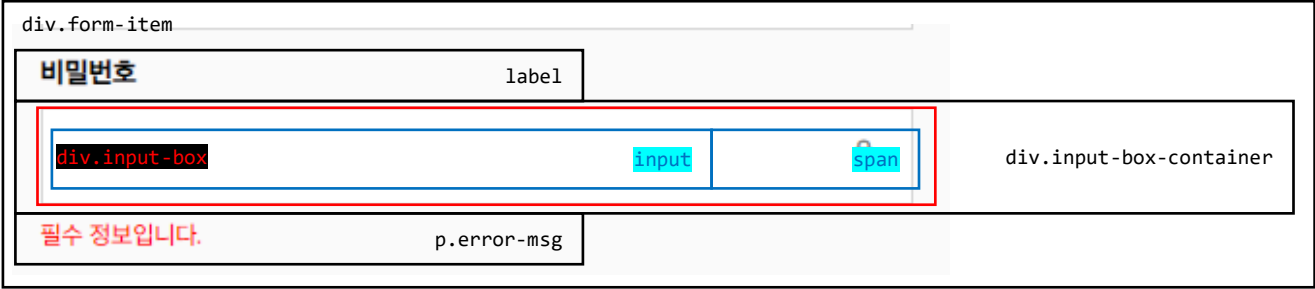 div.form-item
비밀번호 label
div.input-box input span div.input-box-container
필수 정보입니다. p.error-msg